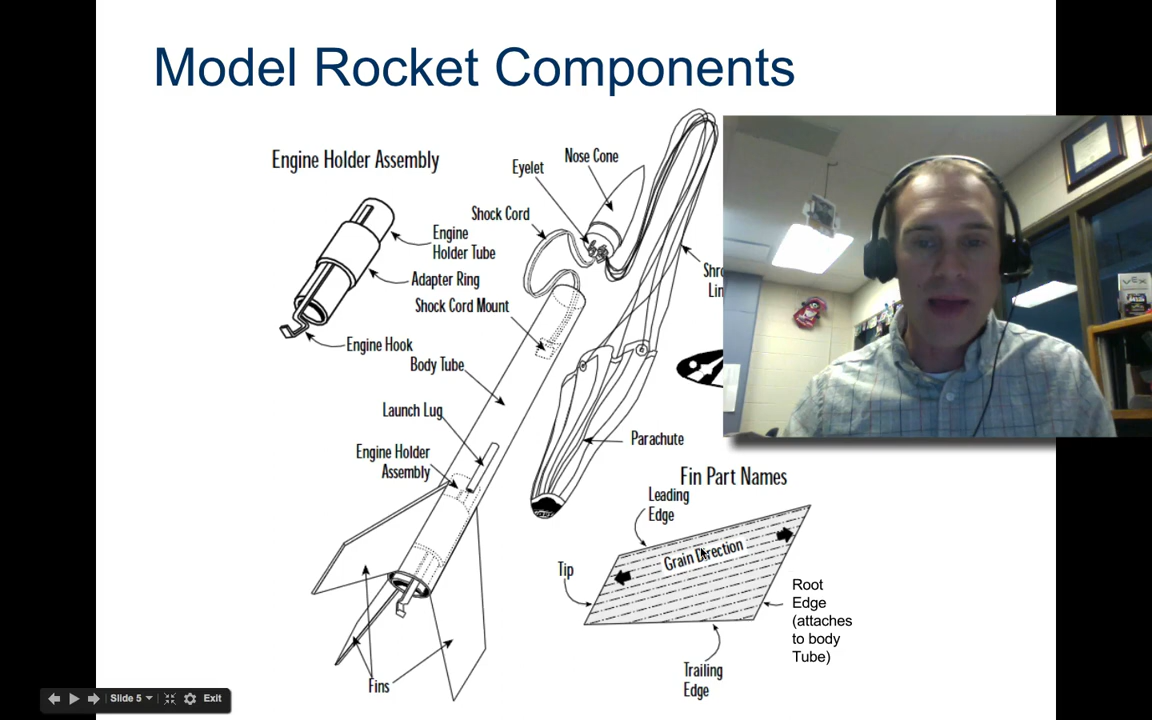 Model Rocket Components
Engine Holder Assembly
Engine
Holder Tube
Adapter Ring
Engine Hook
Nose Cone
Eyelet
Shock Cord
Shock Cord Mount
Body Tube
Launch Lug
Engine Holder
Assembly
Fins
Parachute
Fin Part Names
Leading
Edge
Grain Direction
Tip
Root
Edge
(attaches
to body
Tube)
Trailing
Edge
Slide 5
Exit